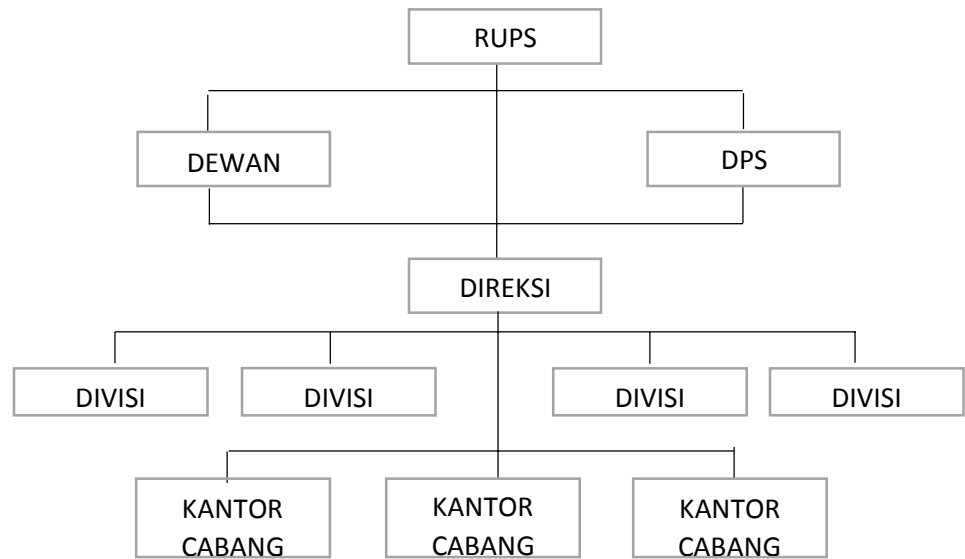 RUPS
DEWAN
DPS
DIREKSI
DIVISI
DIVISI
DIVISI
DIVISI
KANTOR
CABANG
KANTOR
CABANG
KANTOR
CABANG